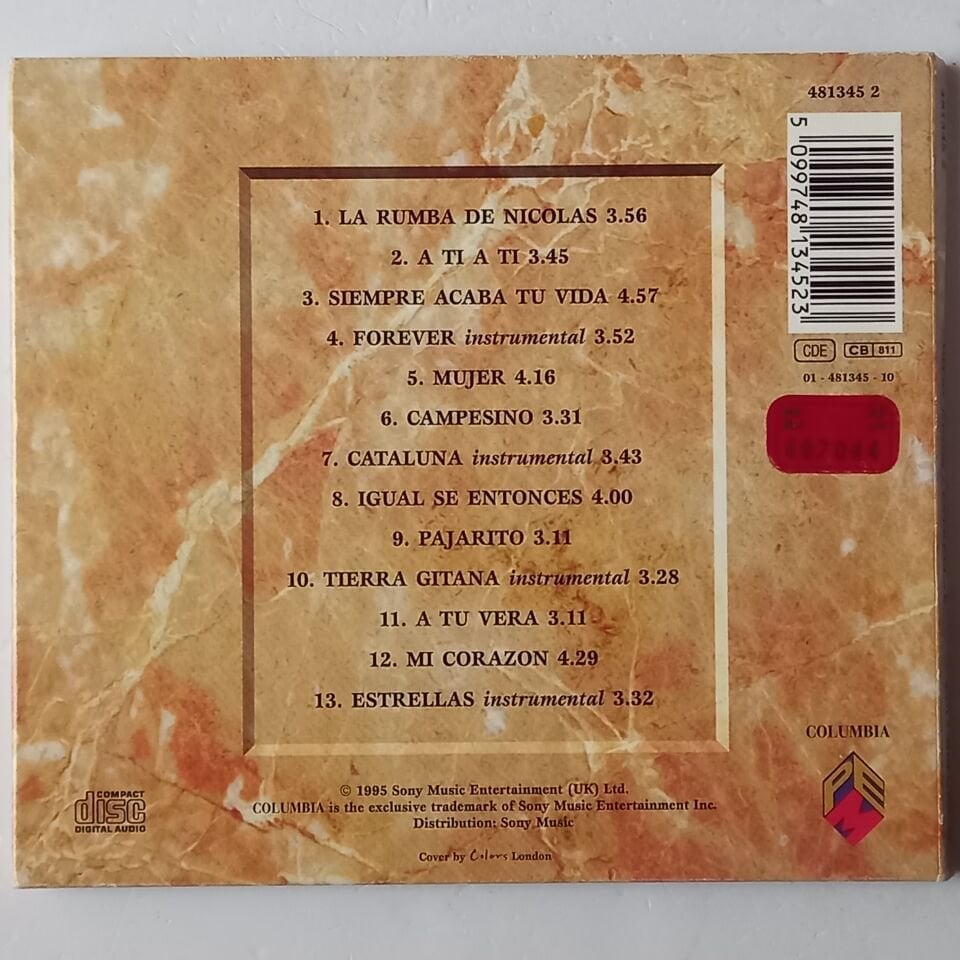 481345 2
5 099748 134523
CDE CB 811
01 - 481345 - 10
1. LA RUMBA DE NICOLAS 3.56
2. A TI A TI 3.45
3. SIEMPRE ACABA TU VIDA 4.57
4. FOREVER instrumental 3.52
5. MUJER 4.16
6. CAMPESINO 3.31
7. CATALUNA instrumental 3.43
8. IGUAL SE ENTONCES 4.00
9. PAJARITO 3.11
10. TIERRA GITANA instrumental 3.28
11. A TU VERA 3.11
12. MI CORAZON 4.29
13. ESTRELLAS instrumental 3.32
COLUMBIA
PEM
COMPACT
disc
DIGITAL AUDIO
© 1995 Sony Music Entertainment (UK) Ltd.
COLUMBIA is the exclusive trademark of Sony Music Entertainment Inc.
Distribution: Sony Music
Cover by Colors London